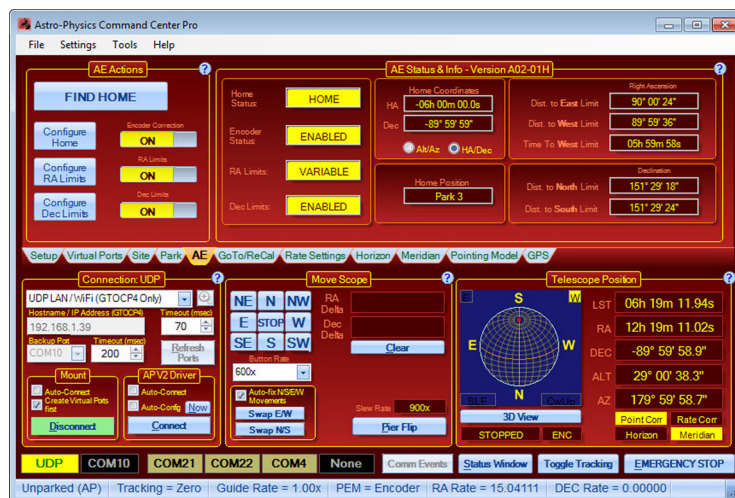 Astro-Physics Command Center Pro
File Settings Tools Help
AE Actions
FIND HOME
Configure Home
Encoder Correction
ON
Configure RA Limits
RA Limits
ON
Configure Dec Limits
Dec Limits
ON
AE Status & Info - Version A02-01H
Home Status: HOME
Encoder Status: ENABLED
RA Limits: VARIABLE
Dec Limits: ENABLED
Home Coordinates
HA -06h 00m 00.0s
Dec -89° 59' 59"
Alt/Az HA/Dec
Home Position
Park 3
Right Ascension
Dist. to East Limit 90° 00' 24"
Dist. to West Limit 89° 59' 36"
Time To West Limit 05h 59m 58s
Declination
Dist. to North Limit 151° 29' 18"
Dist. to South Limit 151° 29' 24"
Setup Virtual Ports Site Park AE GoTo/ReCal Rate Settings Horizon Meridian Pointing Model GPS
Connection: UDP
UDP LAN / WiFi (GTOCP4 Only)
Hostname / IP Address (GTOCP4) Timeout (msec)
192.168.1.39 70
Backup Port Timeout (msec)
COM10 200 Refresh Ports
Mount
Auto-Connect
Create Virtual Ports first
Disconnect
AP V2 Driver
Auto-Connect
Auto-Config Now
Connect
Move Scope
NE N NW
E STOP W
SE S SW
Button Rate
600x
Auto-fix N/S/E/W Movements
Swap E/W
Swap N/S
RA Delta
Dec Delta
Clear
Slew Rate 900x
Pier Flip
Telescope Position
E S W
E W
N
SLE CwUp
3D View
STOPPED ENC
LST 06h 19m 11.94s
RA 12h 19m 11.02s
DEC -89° 59' 58.9"
ALT 29° 00' 38.3"
AZ 179° 59' 58.7"
Point Corr Rate Corr
Horizon Meridian
UDP COM10 COM21 COM22 COM4 None Comm Events Status Window Toggle Tracking EMERGENCY STOP
Unparked (AP) Tracking = Zero Guide Rate = 1.00x PEM = Encoder RA Rate = 15.04111 DEC Rate = 0.00000